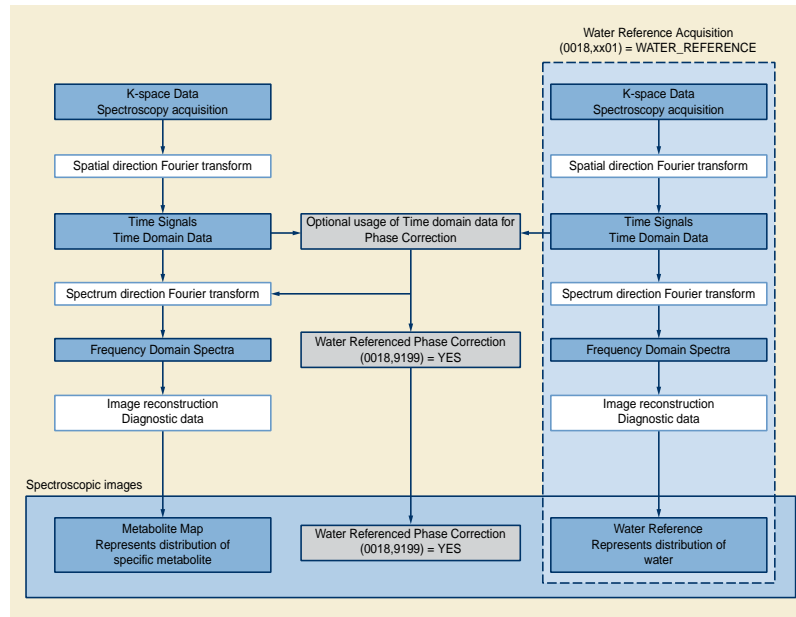 Water Reference Acquisition
(0018,xx01) = WATER_REFERENCE
K-space Data
Spectroscopy acquisition
Spatial direction Fourier transform
Time Signals
Time Domain Data
Spectrum direction Fourier transform
Frequency Domain Spectra
Image reconstruction
Diagnostic data
Optional usage of Time domain data for
Phase Correction
Water Referenced Phase Correction
(0018,9199) = YES
K-space Data
Spectroscopy acquisition
Spatial direction Fourier transform
Time Signals
Time Domain Data
Spectrum direction Fourier transform
Frequency Domain Spectra
Image reconstruction
Diagnostic data
Spectroscopic images
Metabolite Map
Represents distribution of
specific metabolite
Water Referenced Phase Correction
(0018,9199) = YES
Water Reference
Represents distribution of
water